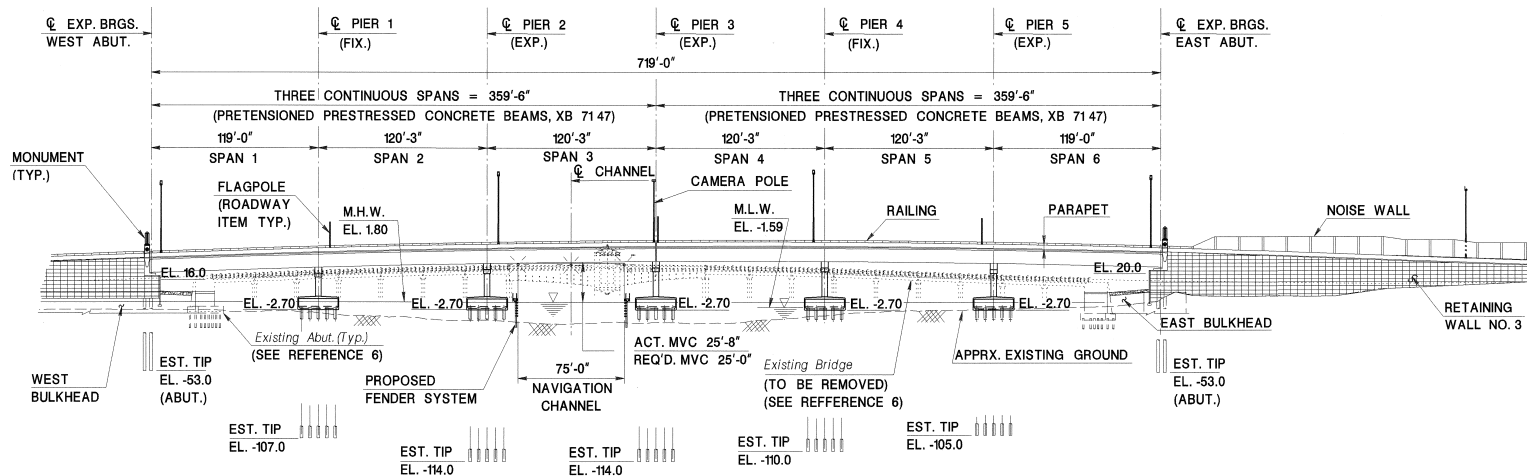 ℄ EXP. BRGS.
WEST ABUT.
℄ PIER 1
(FIX.)
℄ PIER 2
(EXP.)
℄ PIER 3
(EXP.)
℄ PIER 4
(FIX.)
℄ PIER 5
(EXP.)
℄ EXP. BRGS.
EAST ABUT.
719'-0"
THREE CONTINUOUS SPANS = 359'-6"
(PRETENSIONED PRESTRESSED CONCRETE BEAMS, XB 71 47)
THREE CONTINUOUS SPANS = 359'-6"
(PRETENSIONED PRESTRESSED CONCRETE BEAMS, XB 71 47)
119'-0"
SPAN 1
120'-3"
SPAN 2
120'-3"
SPAN 3
120'-3"
SPAN 4
120'-3"
SPAN 5
119'-0"
SPAN 6
MONUMENT
(TYP.)
FLAGPOLE
(ROADWAY
ITEM TYP.)
M.H.W.
EL. 1.80
℄ CHANNEL
CAMERA POLE
M.L.W.
EL. -1.59
RAILING
PARAPET
NOISE WALL
EL. 16.0
EL. 20.0
EL. -2.70
EL. -2.70
EL. -2.70
EL. -2.70
EL. -2.70
Existing Abut. (Typ.)
(SEE REFERENCE 6)
WEST
BULKHEAD
EST. TIP
EL. -53.0
(ABUT.)
PROPOSED
FENDER SYSTEM
75'-0"
NAVIGATION
CHANNEL
ACT. MVC 25'-8"
REQ'D. MVC 25'-0"
Existing Bridge
(TO BE REMOVED)
(SEE REFFERENCE 6)
APPRX. EXISTING GROUND
EAST BULKHEAD
RETAINING
WALL NO. 3
EST. TIP
EL. -53.0
(ABUT.)
EST. TIP
EL. -107.0
EST. TIP
EL. -114.0
EST. TIP
EL. -114.0
EST. TIP
EL. -110.0
EST. TIP
EL. -105.0